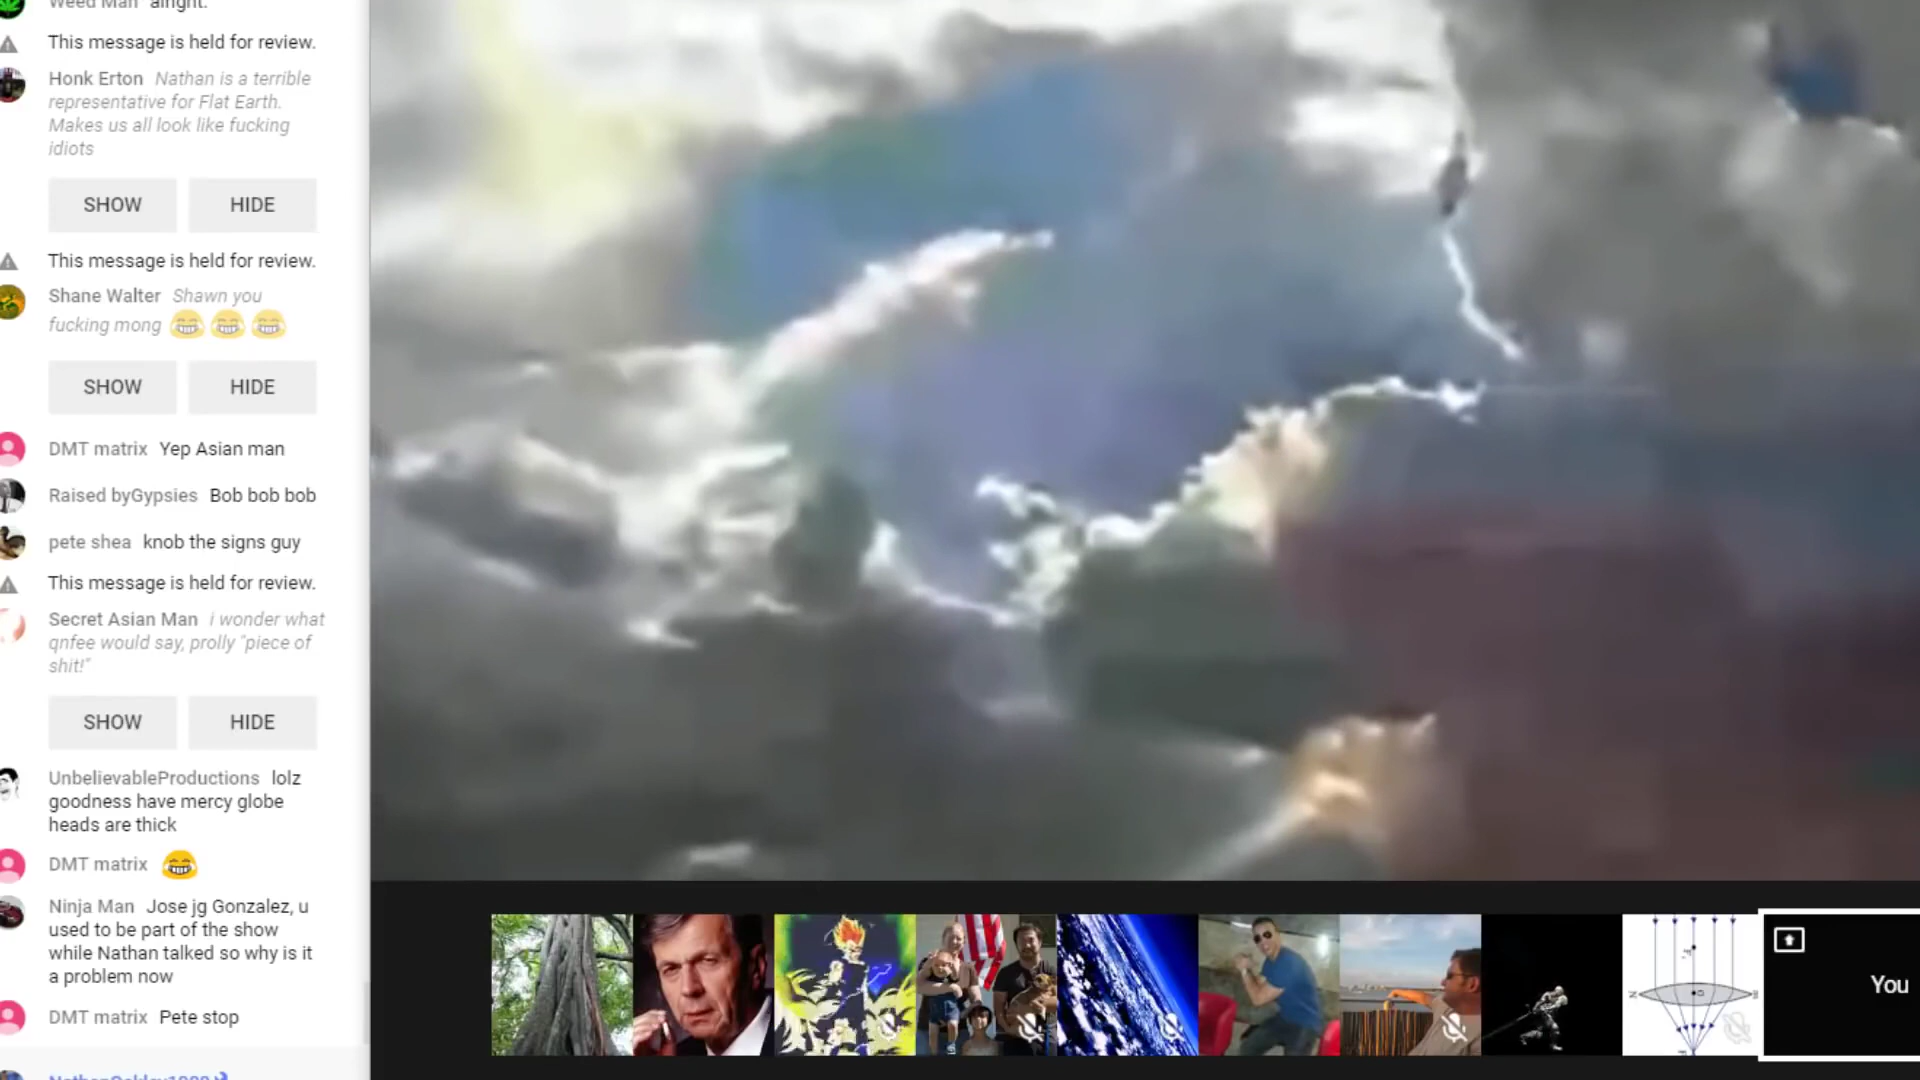 Weed Man alright.
This message is held for review.
Honk Erton Nathan is a terrible
representative for Flat Earth.
Makes us all look like fucking
idiots
SHOW HIDE
This message is held for review.
Shane Walter Shawn you
fucking mong 😂 😂 😂
SHOW HIDE
DMT matrix Yep Asian man
Raised byGypsies Bob bob bob
pete shea knob the signs guy
This message is held for review.
Secret Asian Man i wonder what
qnfee would say, prolly "piece of
shit!"
SHOW HIDE
UnbelievableProductions lolz
goodness have mercy globe
heads are thick
DMT matrix 😂
Ninja Man Jose jg Gonzalez, u
used to be part of the show
while Nathan talked so why is it
a problem now
DMT matrix Pete stop
NathanOakley1980
You